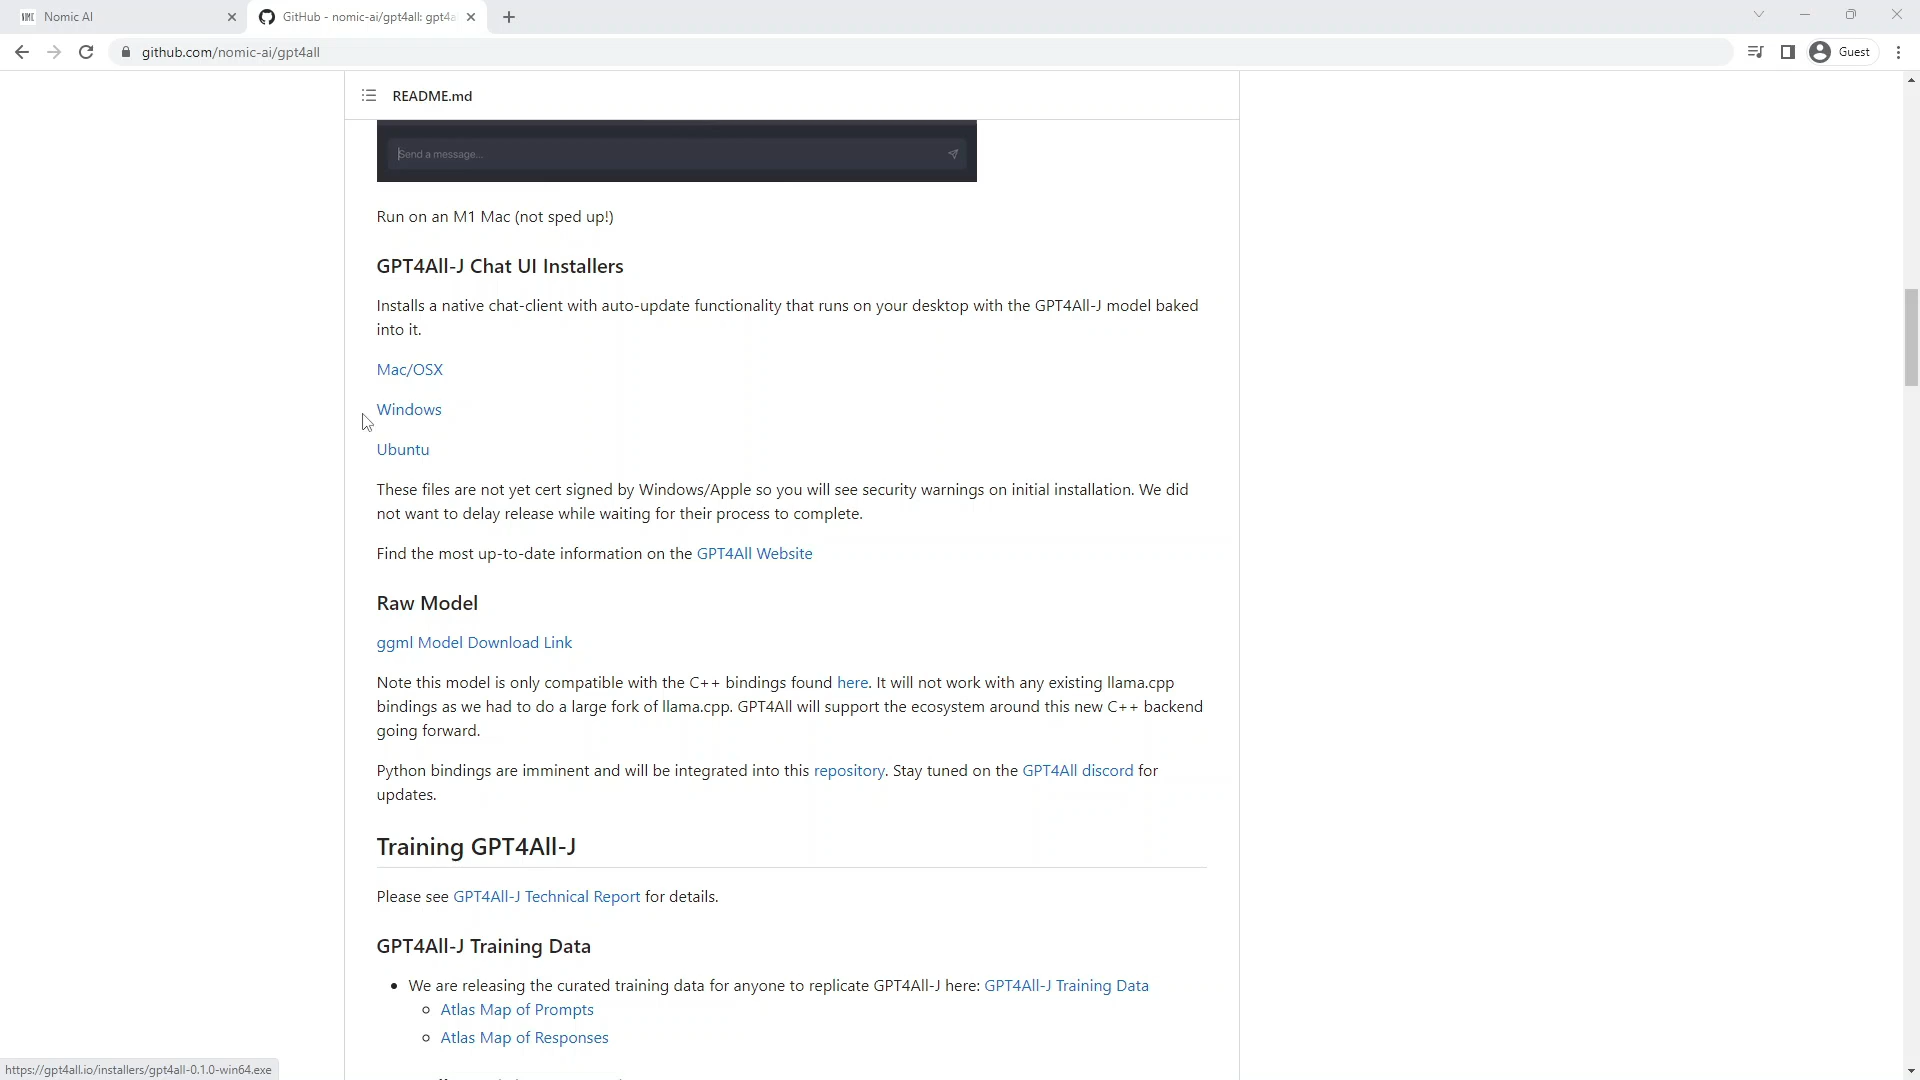 Nomic AI
GitHub - nomic-ai/gpt4all: gpt4a
github.com/nomic-ai/gpt4all
Guest
README.md
Send a message...
Run on an M1 Mac (not sped up!)
GPT4All-J Chat UI Installers
Installs a native chat-client with auto-update functionality that runs on your desktop with the GPT4All-J model baked
into it.
Mac/OSX
Windows
Ubuntu
These files are not yet cert signed by Windows/Apple so you will see security warnings on initial installation. We did
not want to delay release while waiting for their process to complete.
Find the most up-to-date information on the GPT4All Website
Raw Model
ggml Model Download Link
Note this model is only compatible with the C++ bindings found here. It will not work with any existing llama.cpp
bindings as we had to do a large fork of llama.cpp. GPT4All will support the ecosystem around this new C++ backend
going forward.
Python bindings are imminent and will be integrated into this repository. Stay tuned on the GPT4All discord for
updates.
Training GPT4All-J
Please see GPT4All-J Technical Report for details.
GPT4All-J Training Data
We are releasing the curated training data for anyone to replicate GPT4All-J here: GPT4All-J Training Data
Atlas Map of Prompts
Atlas Map of Responses
https://gpt4all.io/installers/gpt4all-0.1.0-win64.exe